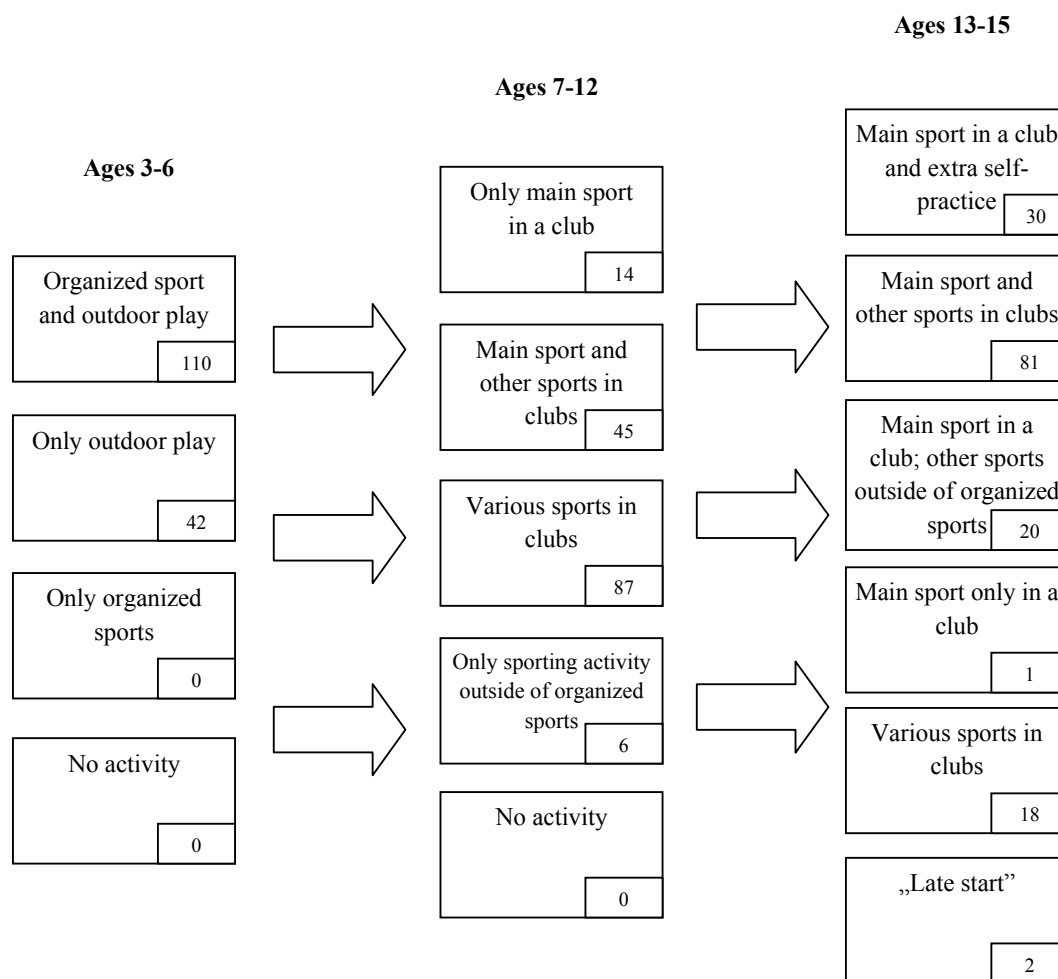 Ages 3-6
Organized sport
and outdoor play
110
Only outdoor play
42
Only organized
sports
0
No activity
0
Ages 7-12
Only main sport
in a club
14
Main sport and
other sports in
clubs
45
Various sports in
clubs
87
Only sporting activity
outside of organized
sports
6
No activity
0
Ages 13-15
Main sport in a club
and extra self-
practice
30
Main sport and
other sports in clubs
81
Main sport in a
club; other sports
outside of organized
sports
20
Main sport only in a
club
1
Various sports in
clubs
18
„Late start”
2